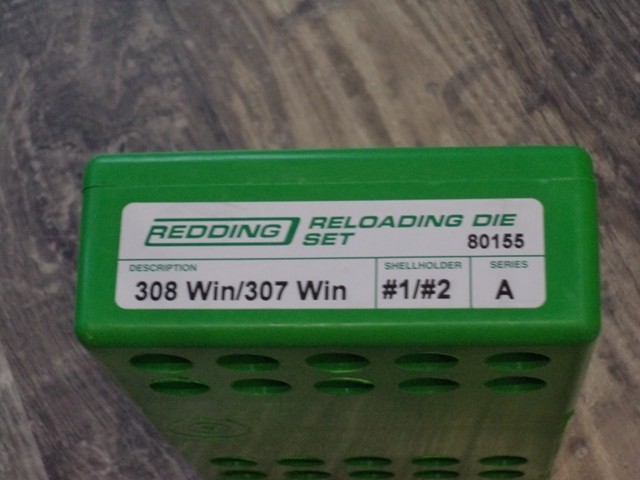 REDDING RELOADING DIE
SET 80155
DESCRIPTION SHELLHOLDER SERIES
308 Win/307 Win #1/#2 A